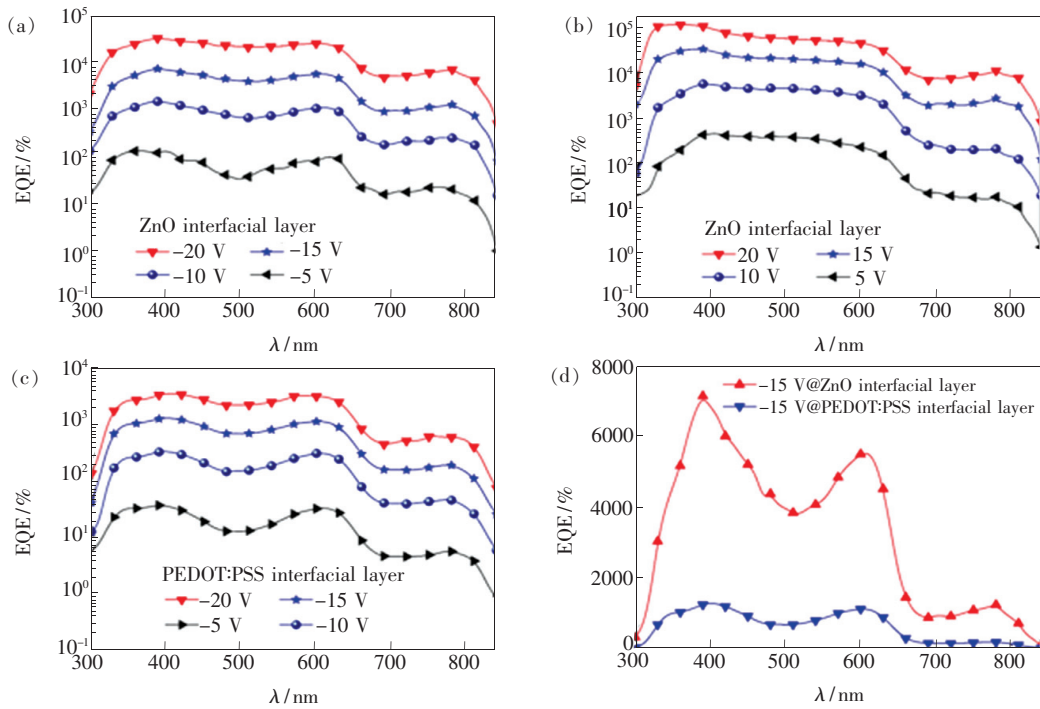 (a)
10^5
10^4
10^3
10^2
10^1
10^0
10^-1
EQE/%
ZnO interfacial layer
−20 V
−15 V
−10 V
−5 V
300
400
500
600
700
800
λ/nm
(b)
10^5
10^4
10^3
10^2
10^1
10^0
10^-1
EQE/%
ZnO interfacial layer
20 V
15 V
10 V
5 V
300
400
500
600
700
800
λ/nm
(c)
10^4
10^3
10^2
10^1
10^0
10^-1
EQE/%
PEDOT:PSS interfacial layer
−20 V
−15 V
−5 V
−10 V
300
400
500
600
700
800
λ/nm
(d)
8000
6000
4000
2000
0
EQE/%
−15 V@ZnO interfacial layer
−15 V@PEDOT:PSS interfacial layer
300
400
500
600
700
800
λ/nm